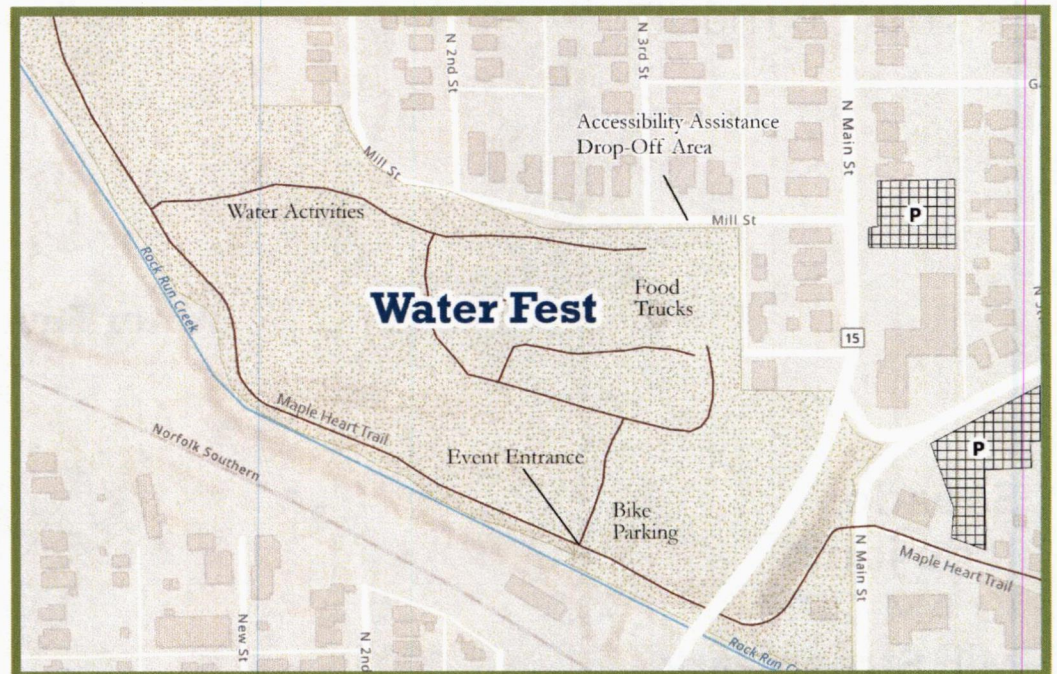 N 2nd St
N 3rd St
N Main St
Accessibility Assistance
Drop-Off Area
Mill St
Mill St
P
Water Activities
Rock Run Creek
Food
Trucks
Water Fest
15
Maple Heart Trail
Norfolk Southern
Event Entrance
P
Bike
Parking
Maple Heart Trail
N Main St
New St
N 2nd
Rock Run